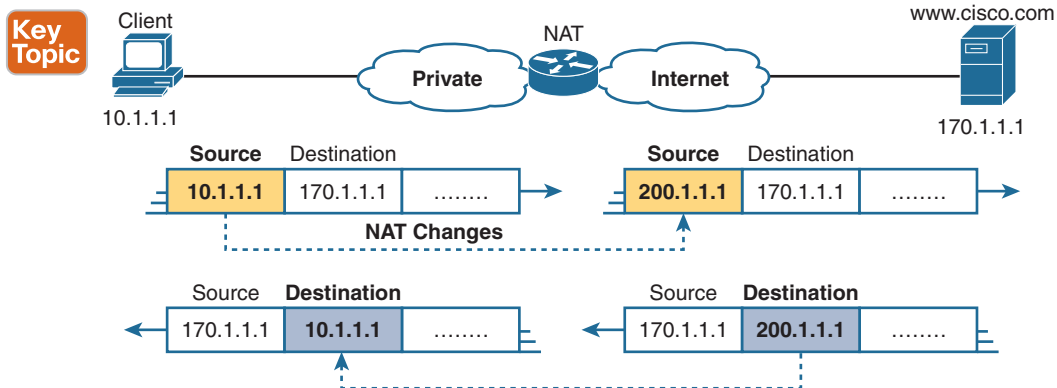 Key Topic
Client
NAT
www.cisco.com
Private
Internet
10.1.1.1
170.1.1.1
Source Destination
Source Destination
10.1.1.1 170.1.1.1 ........
200.1.1.1 170.1.1.1 ........
NAT Changes
Source Destination
Source Destination
170.1.1.1 10.1.1.1 ........
170.1.1.1 200.1.1.1 ........